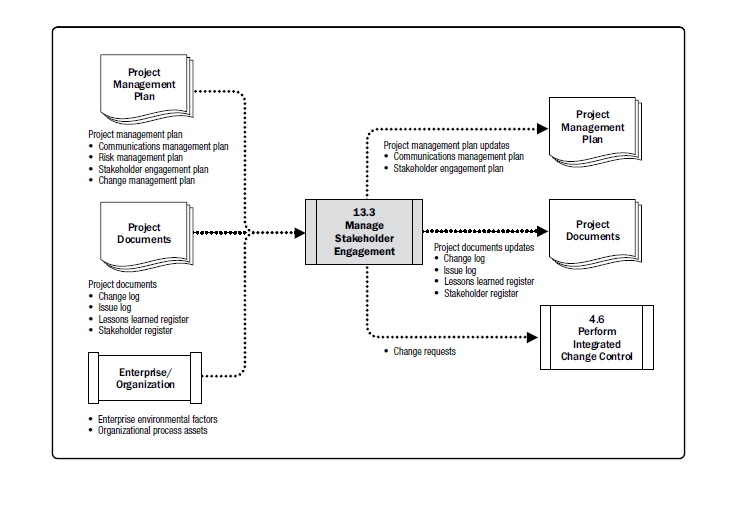 Project
Management
Plan
Project management plan
• Communications management plan
• Risk management plan
• Stakeholder engagement plan
• Change management plan
Project
Documents
Project documents
• Change log
• Issue log
• Lessons learned register
• Stakeholder register
Enterprise/
Organization
• Enterprise environmental factors
• Organizational process assets
13.3
Manage
Stakeholder
Engagement
Project management plan updates
• Communications management plan
• Stakeholder engagement plan
Project
Management
Plan
Project documents updates
• Change log
• Issue log
• Lessons learned register
• Stakeholder register
Project
Documents
• Change requests
4.6
Perform
Integrated
Change Control